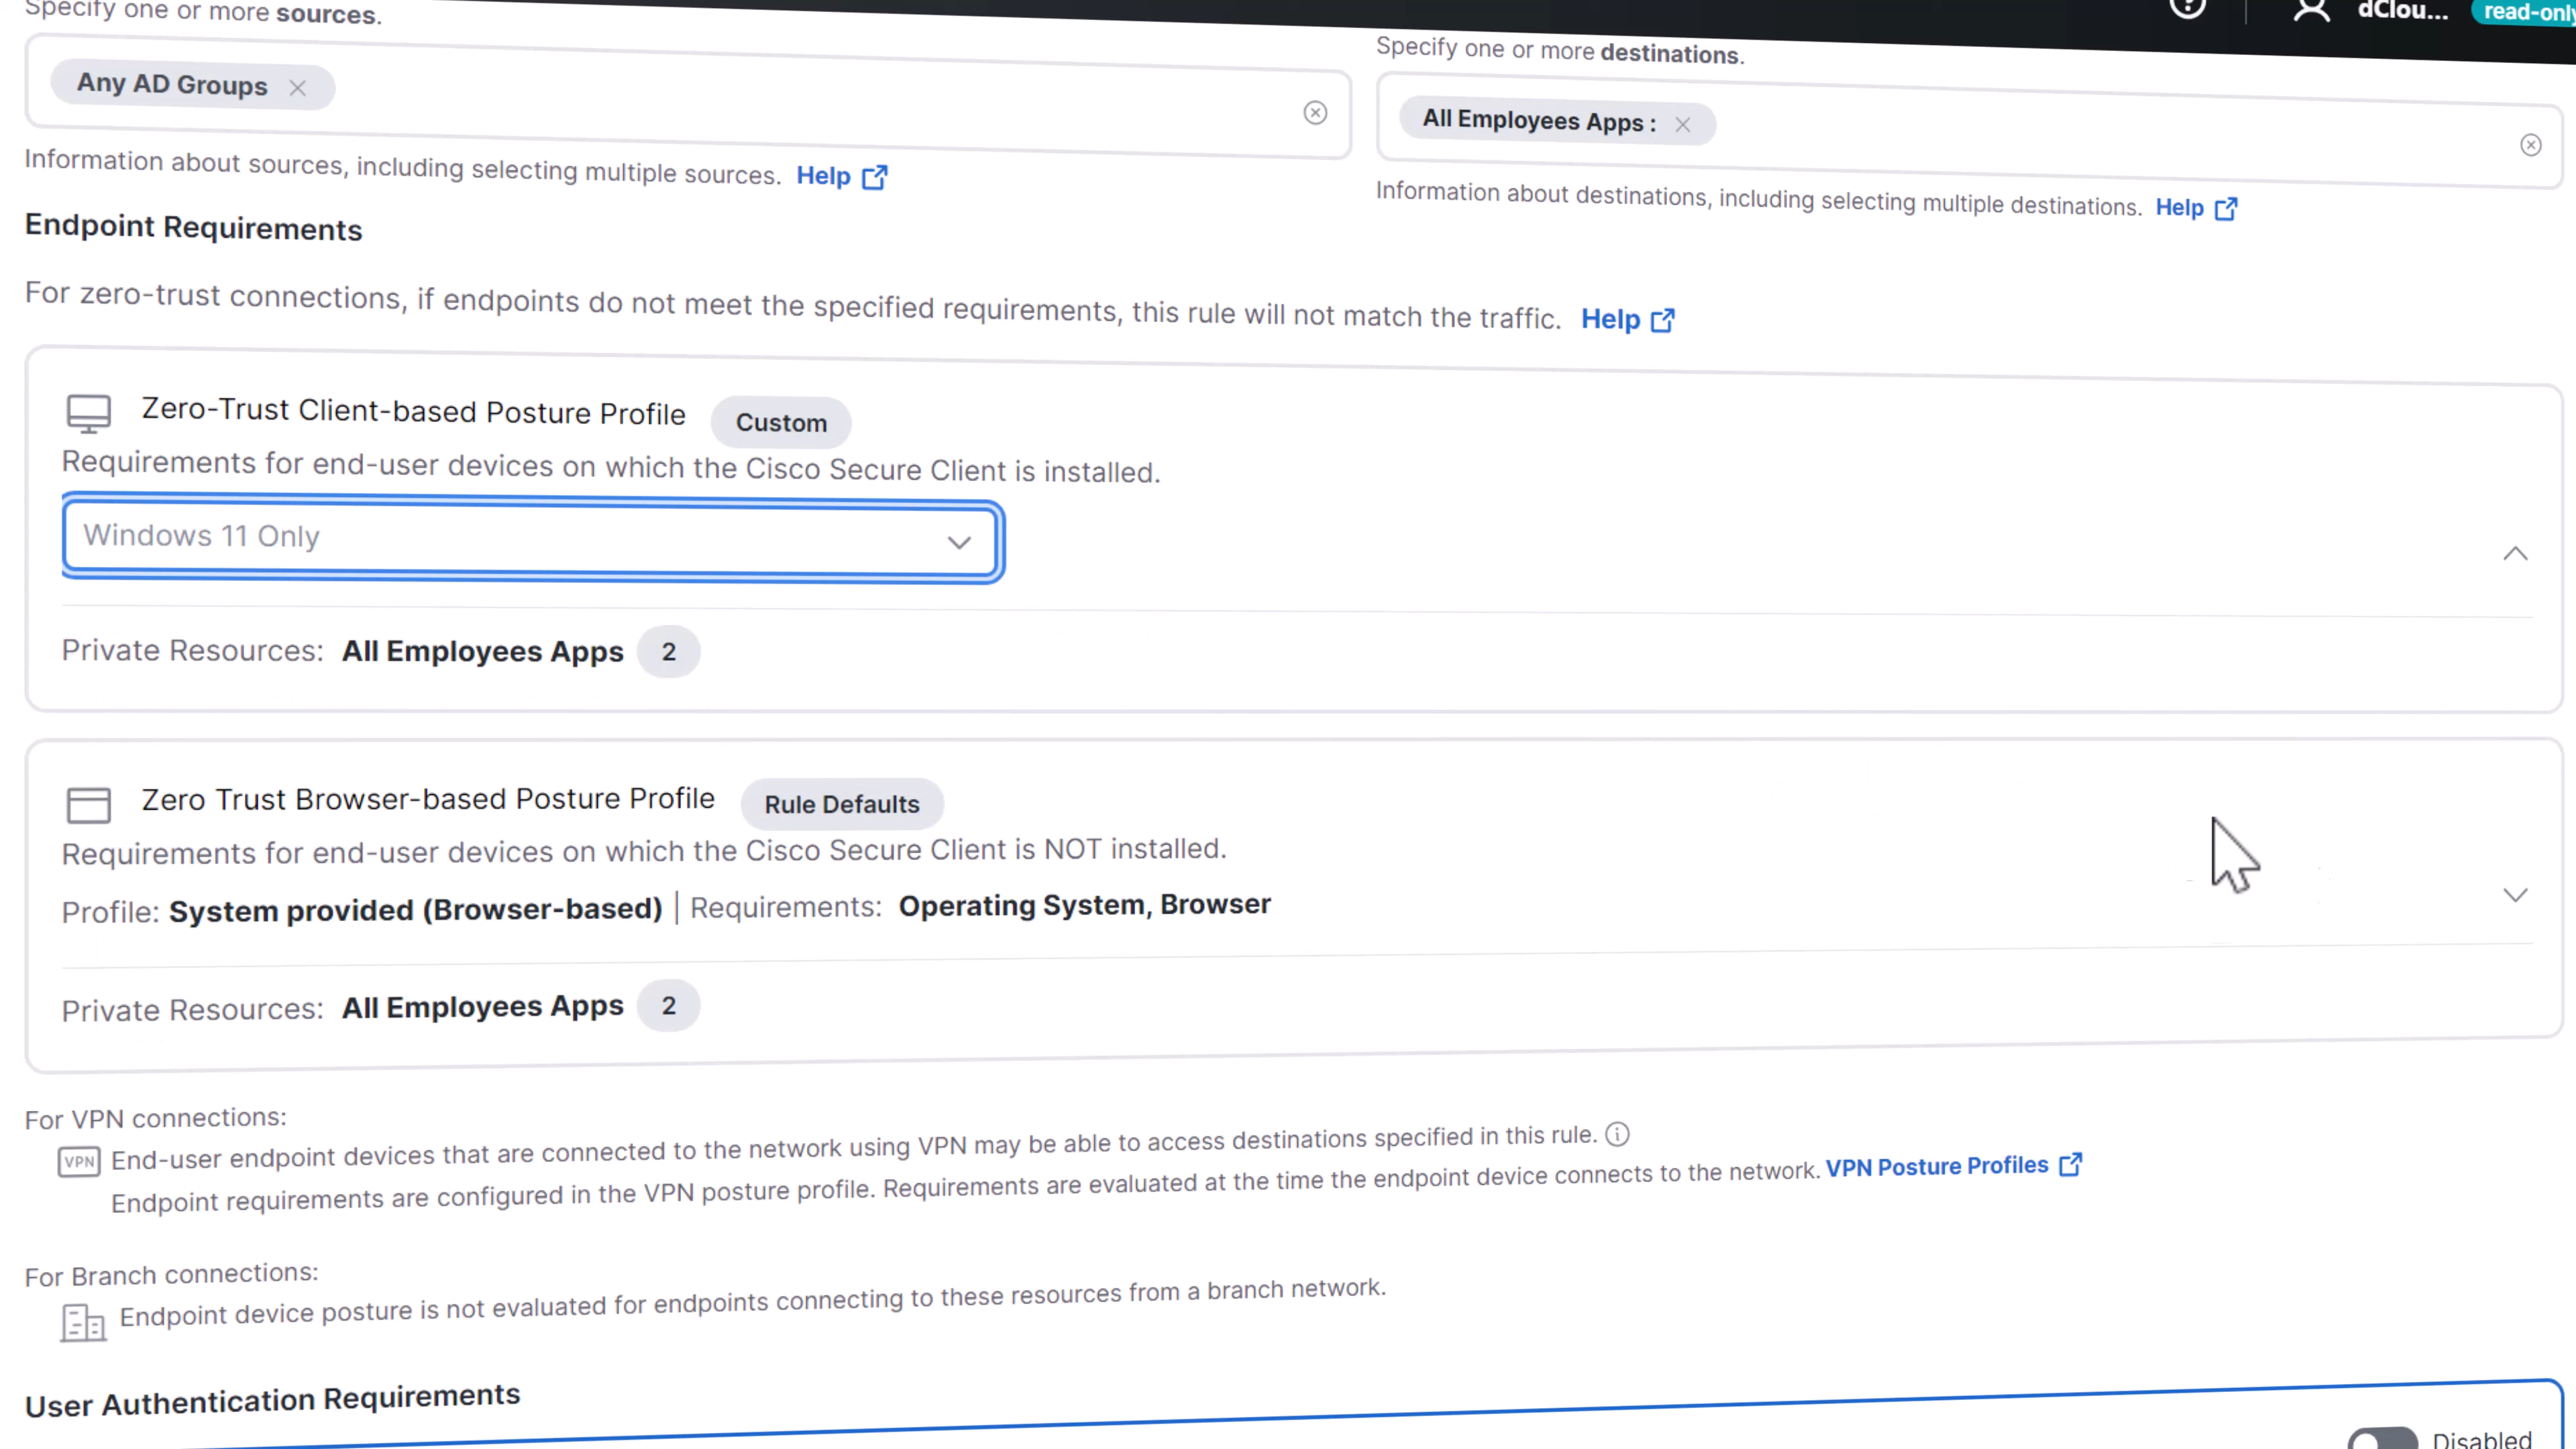 dClou...
read-only
Specify one or more sources.
Any AD Groups
Information about sources, including selecting multiple sources. Help
Specify one or more destinations.
All Employees Apps :
Information about destinations, including selecting multiple destinations. Help
Endpoint Requirements
For zero-trust connections, if endpoints do not meet the specified requirements, this rule will not match the traffic. Help
Zero-Trust Client-based Posture Profile Custom
Requirements for end-user devices on which the Cisco Secure Client is installed.
Windows 11 Only
Private Resources: All Employees Apps 2
Zero Trust Browser-based Posture Profile Rule Defaults
Requirements for end-user devices on which the Cisco Secure Client is NOT installed.
Profile: System provided (Browser-based) | Requirements: Operating System, Browser
Private Resources: All Employees Apps 2
For VPN connections:
VPN End-user endpoint devices that are connected to the network using VPN may be able to access destinations specified in this rule.
Endpoint requirements are configured in the VPN posture profile. Requirements are evaluated at the time the endpoint device connects to the network. VPN Posture Profiles
For Branch connections:
Endpoint device posture is not evaluated for endpoints connecting to these resources from a branch network.
User Authentication Requirements
Disabled